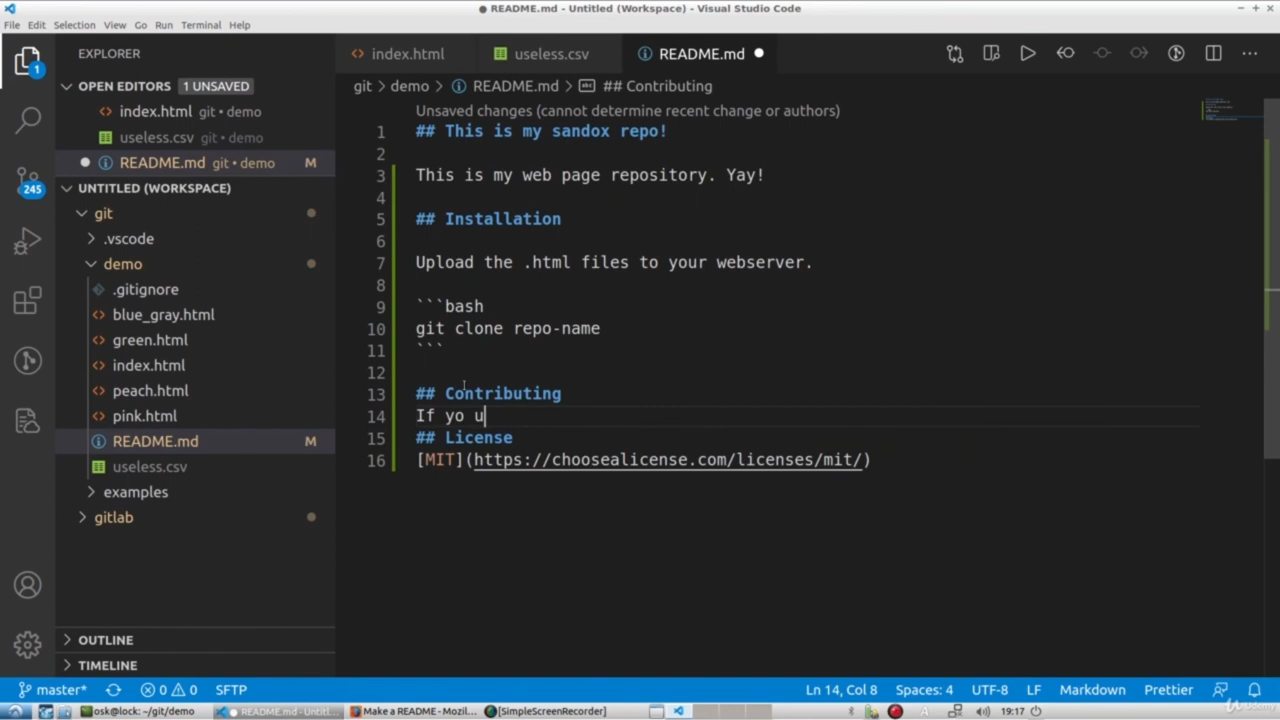 README.md - Untitled (Workspace) - Visual Studio Code
File Edit Selection View Go Run Terminal Help
EXPLORER
index.html
useless.csv
README.md
OPEN EDITORS 1 UNSAVED
git > demo > README.md > ## Contributing
index.html git • demo
useless.csv git • demo
README.md git • demo M
UNTITLED (WORKSPACE)
git
.vscode
demo
.gitignore
blue_gray.html
green.html
index.html
peach.html
pink.html
README.md M
useless.csv
examples
gitlab
OUTLINE
TIMELINE
1
245
Unsaved changes (cannot determine recent change or authors)
1 ## This is my sandox repo!
2
3 This is my web page repository. Yay!
4
5 ## Installation
6
7 Upload the .html files to your webserver.
8
9 ```bash
10 git clone repo-name
11 ```
12
13 ## Contributing
14 If yo u
15 ## License
16 [MIT](https://choosealicense.com/licenses/mit/)
master* 0 0 SFTP Ln 14, Col 8 Spaces: 4 UTF-8 LF Markdown Prettier
osk@lock: ~/git/demo README.md - Untitl... Make a README - Mozil... [SimpleScreenRecorder] 19:17
Udemy